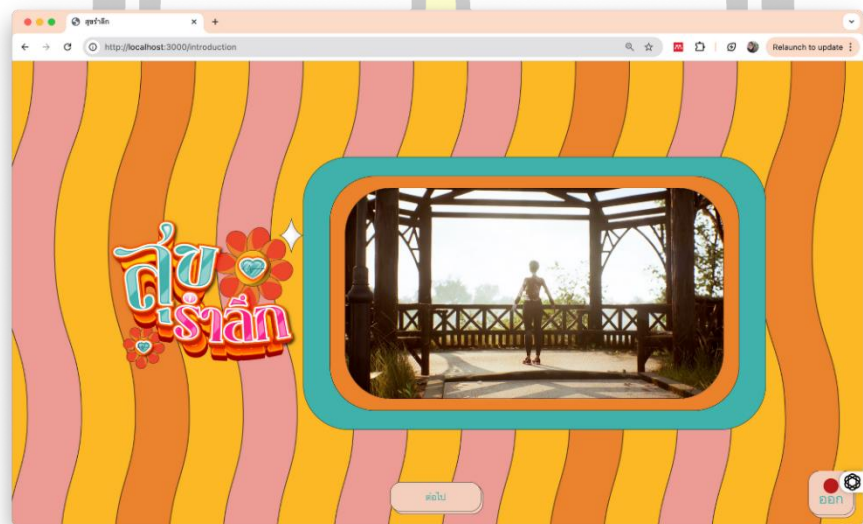 สุขรำลึก
http://localhost:3000/introduction
Relaunch to update
สุข
รำลึก
ต่อไป
ออก